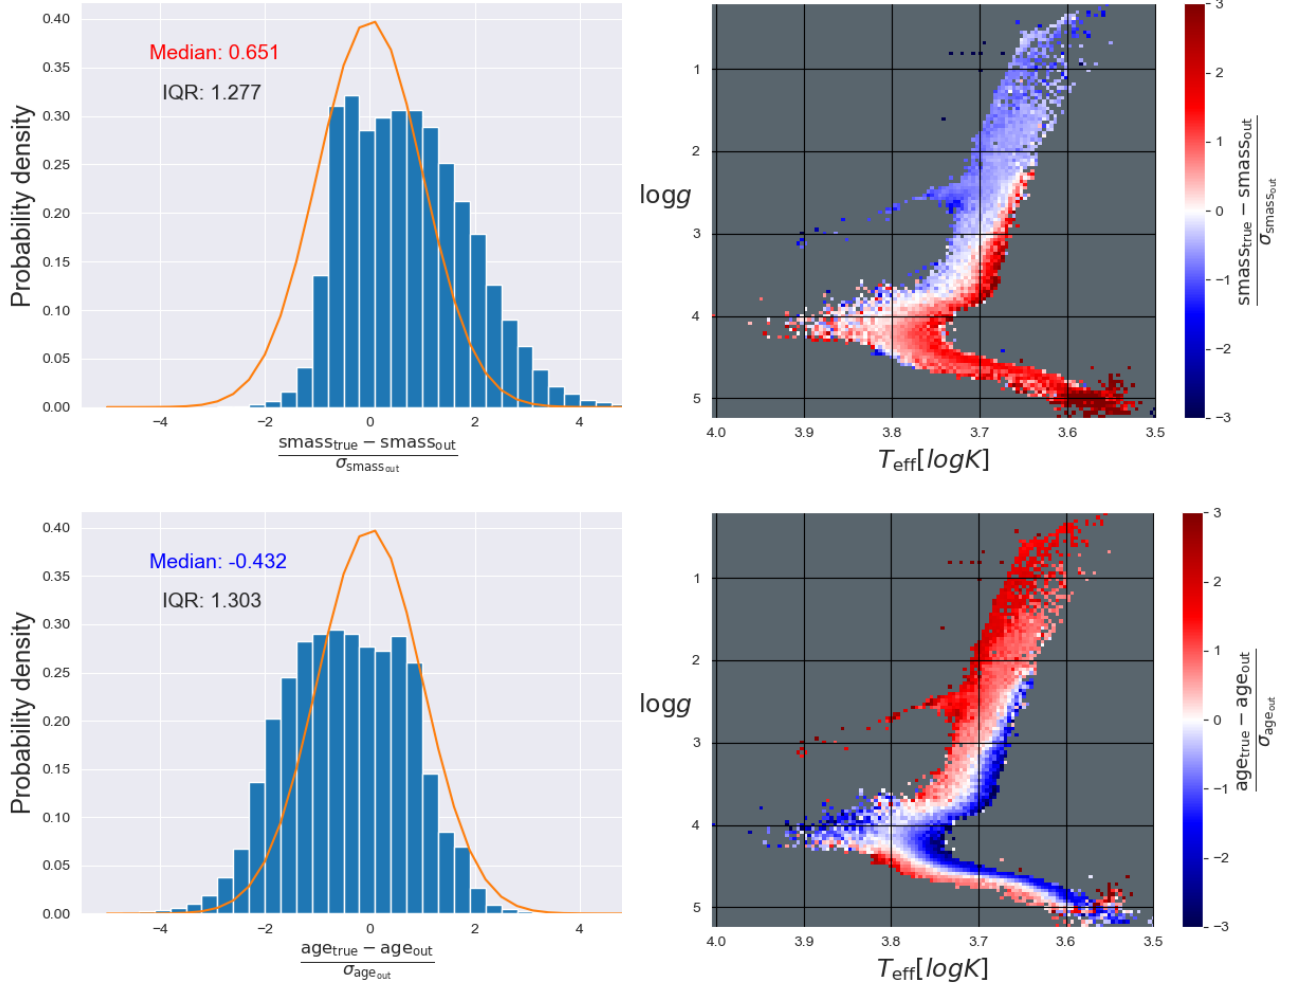 0.40
0.35
0.30
0.25
0.20
0.15
0.10
0.05
0.00
Probability density
Median: 0.651
IQR: 1.277
−4 −2 0 2 4
smass_true − smass_out
σ_smass_out
1
2
3
4
5
logg
4.0 3.9 3.8 3.7 3.6 3.5
T_eff[logK]
3
2
1
0
−1
−2
−3
smass_true − smass_out
σ_smass_out
0.40
0.35
0.30
0.25
0.20
0.15
0.10
0.05
0.00
Probability density
Median: -0.432
IQR: 1.303
−4 −2 0 2 4
age_true − age_out
σ_age_out
1
2
3
4
5
logg
4.0 3.9 3.8 3.7 3.6 3.5
T_eff[logK]
3
2
1
0
−1
−2
−3
age_true − age_out
σ_age_out